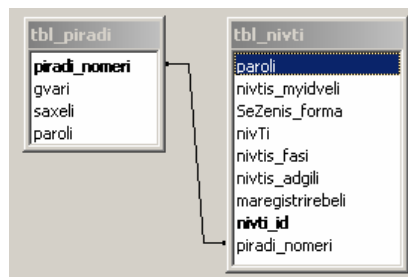 tbl_piradi
piradi_nomeri
gvari
saxeli
paroli
tbl_nivti
paroli
nivtis_myidveli
SeZenis_forma
nivTi
nivtis_fasi
nivtis_adgili
maregistrirebeli
nivti_id
piradi_nomeri